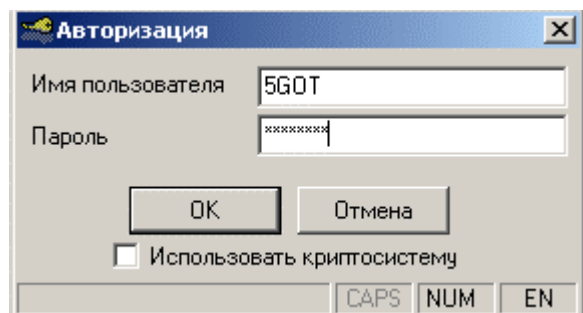 Авторизация
Имя пользователя 5GOT
Пароль ********
OK Отмена
Использовать криптосистему
CAPS NUM EN